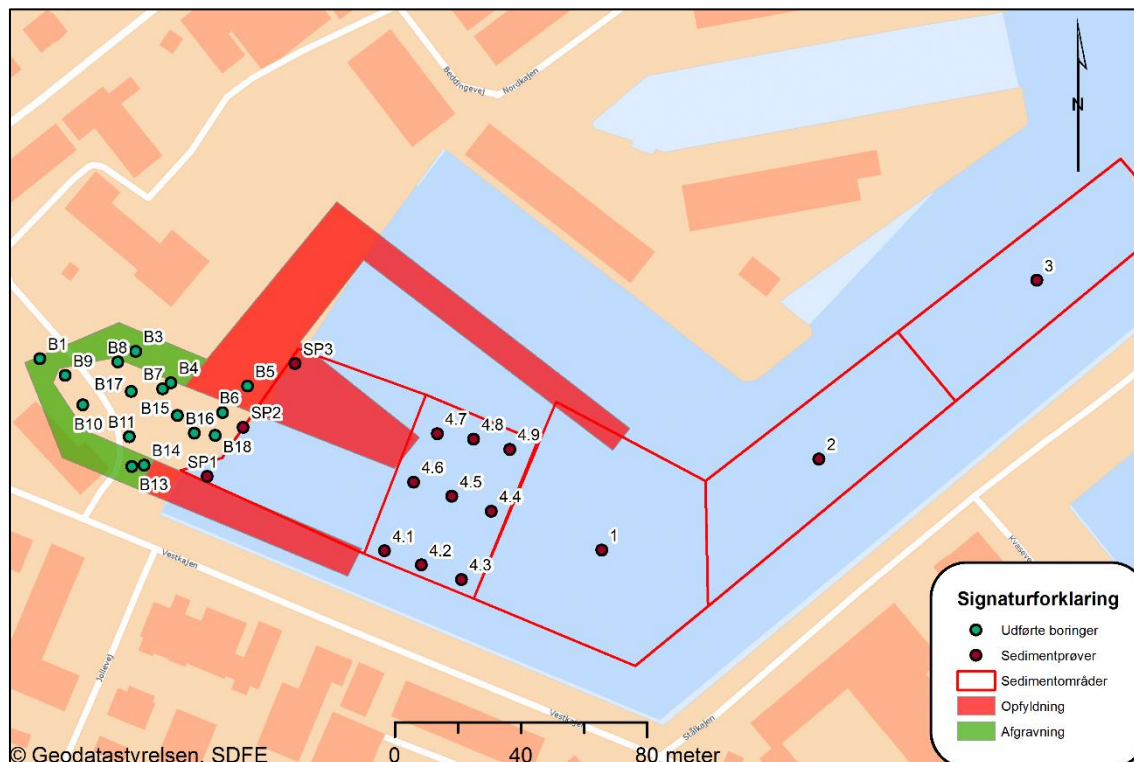 Beddingevej
Nordkajen
N
3
B1
B3
B8
B9
B4
B7
B17
B5
SP3
B10
B15
B16
B6
SP2
B11
B18
B14
B13
SP1
4.7
4.8
4.9
4.6
4.5
4.4
4.1
4.2
4.3
2
1
Vestkajen
Jollevej
Vestkajen
Stålkajen
Signaturforklaring
Udførte boringer
Sedimentprøver
Sedimentområder
Opfyldning
Afgravning
0 40 80 meter
© Geodatastyrelsen, SDFE